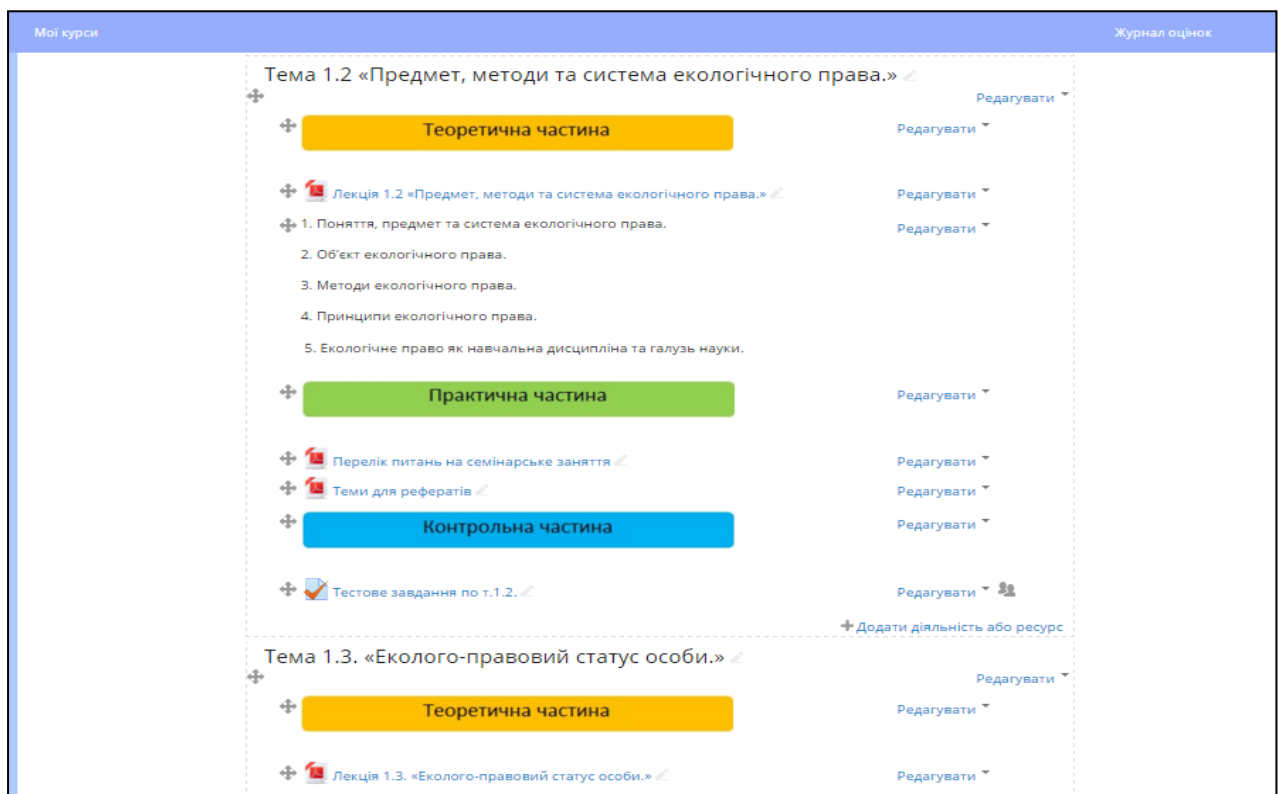 Мої курси Журнал оцінок
Тема 1.2 «Предмет, методи та система екологічного права.»
Редагувати
Теоретична частина Редагувати
Лекція 1.2 «Предмет, методи та система екологічного права.» Редагувати
1. Поняття, предмет та система екологічного права. Редагувати
2. Об'єкт екологічного права.
3. Методи екологічного права.
4. Принципи екологічного права.
5. Екологічне право як навчальна дисципліна та галузь науки.
Практична частина Редагувати
Перелік питань на семінарське заняття Редагувати
Теми для рефератів Редагувати
Контрольна частина Редагувати
Тестове завдання по т.1.2. Редагувати
Додати діяльність або ресурс
Тема 1.3. «Еколого-правовий статус особи.»
Редагувати
Теоретична частина Редагувати
Лекція 1.3. «Еколого-правовий статус особи.» Редагувати